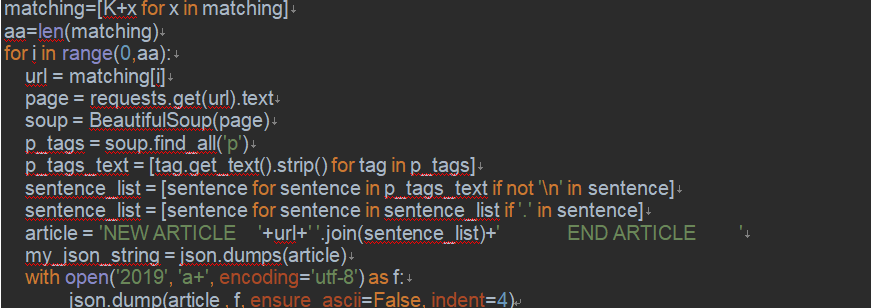 matching=[K+x for x in matching]
aa=len(matching)
for i in range(0,aa):
    url = matching[i]
    page = requests.get(url).text
    soup = BeautifulSoup(page)
    p_tags = soup.find_all('p')
    p_tags_text = [tag.get_text().strip() for tag in p_tags]
    sentence_list = [sentence for sentence in p_tags_text if not '\n' in sentence]
    sentence_list = [sentence for sentence in sentence_list if '.' in sentence]
    article = 'NEW ARTICLE    '+url+' '.join(sentence_list)+'            END ARTICLE        '
    my_json_string = json.dumps(article)
    with open('2019', 'a+', encoding='utf-8') as f:
        json.dump(article , f, ensure_ascii=False, indent=4)